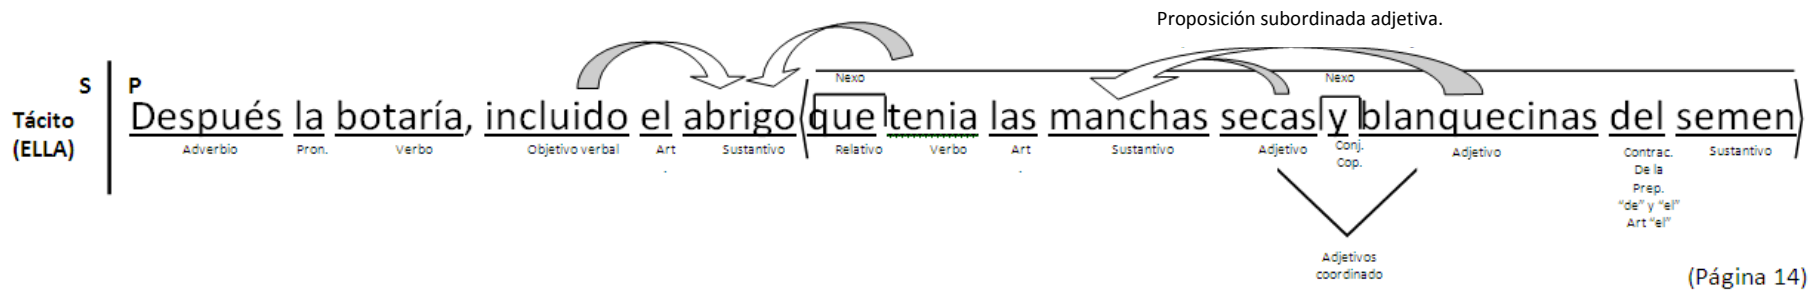 Proposición subordinada adjetiva.
Nexo
Nexo
S P
Tácito
(ELLA)
Después la botaría, incluido el abrigo que tenia las manchas secas y blanquecinas del semen
Adverbio Pron. Verbo Objetivo verbal Art. Sustantivo Relativo Verbo Art. Sustantivo Adjetivo Conj. Cop. Adjetivo Contrac. De la Prep. “de” y “el” Art “el” Sustantivo
Adjetivos
coordinado
(Página 14)